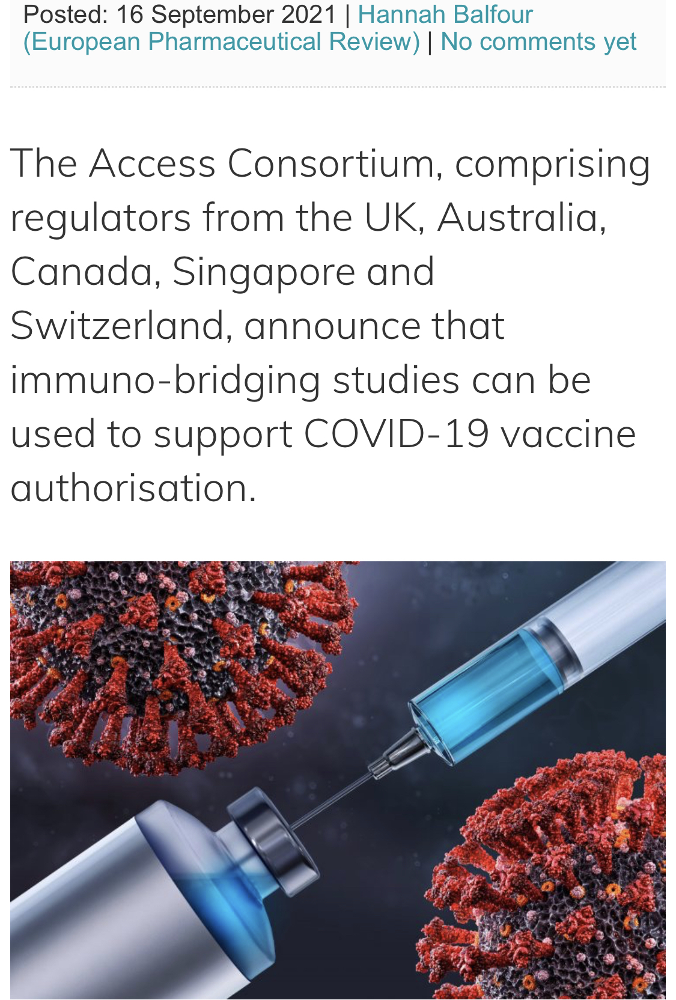 Posted: 16 September 2021 | Hannah Balfour
(European Pharmaceutical Review) | No comments yet
The Access Consortium, comprising
regulators from the UK, Australia,
Canada, Singapore and
Switzerland, announce that
immuno-bridging studies can be
used to support COVID-19 vaccine
authorisation.